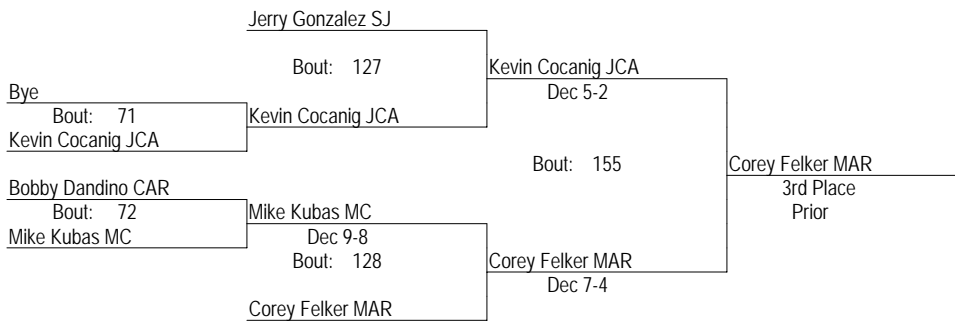 Jerry Gonzalez SJ
Bout: 127
Kevin Cocanig JCA
Dec 5-2
Bye
Bout: 71
Kevin Cocanig JCA
Kevin Cocanig JCA
Bout: 155
Corey Felker MAR
3rd Place
Prior
Bobby Dandino CAR
Bout: 72
Mike Kubas MC
Mike Kubas MC
Dec 9-8
Bout: 128
Corey Felker MAR
Dec 7-4
Corey Felker MAR